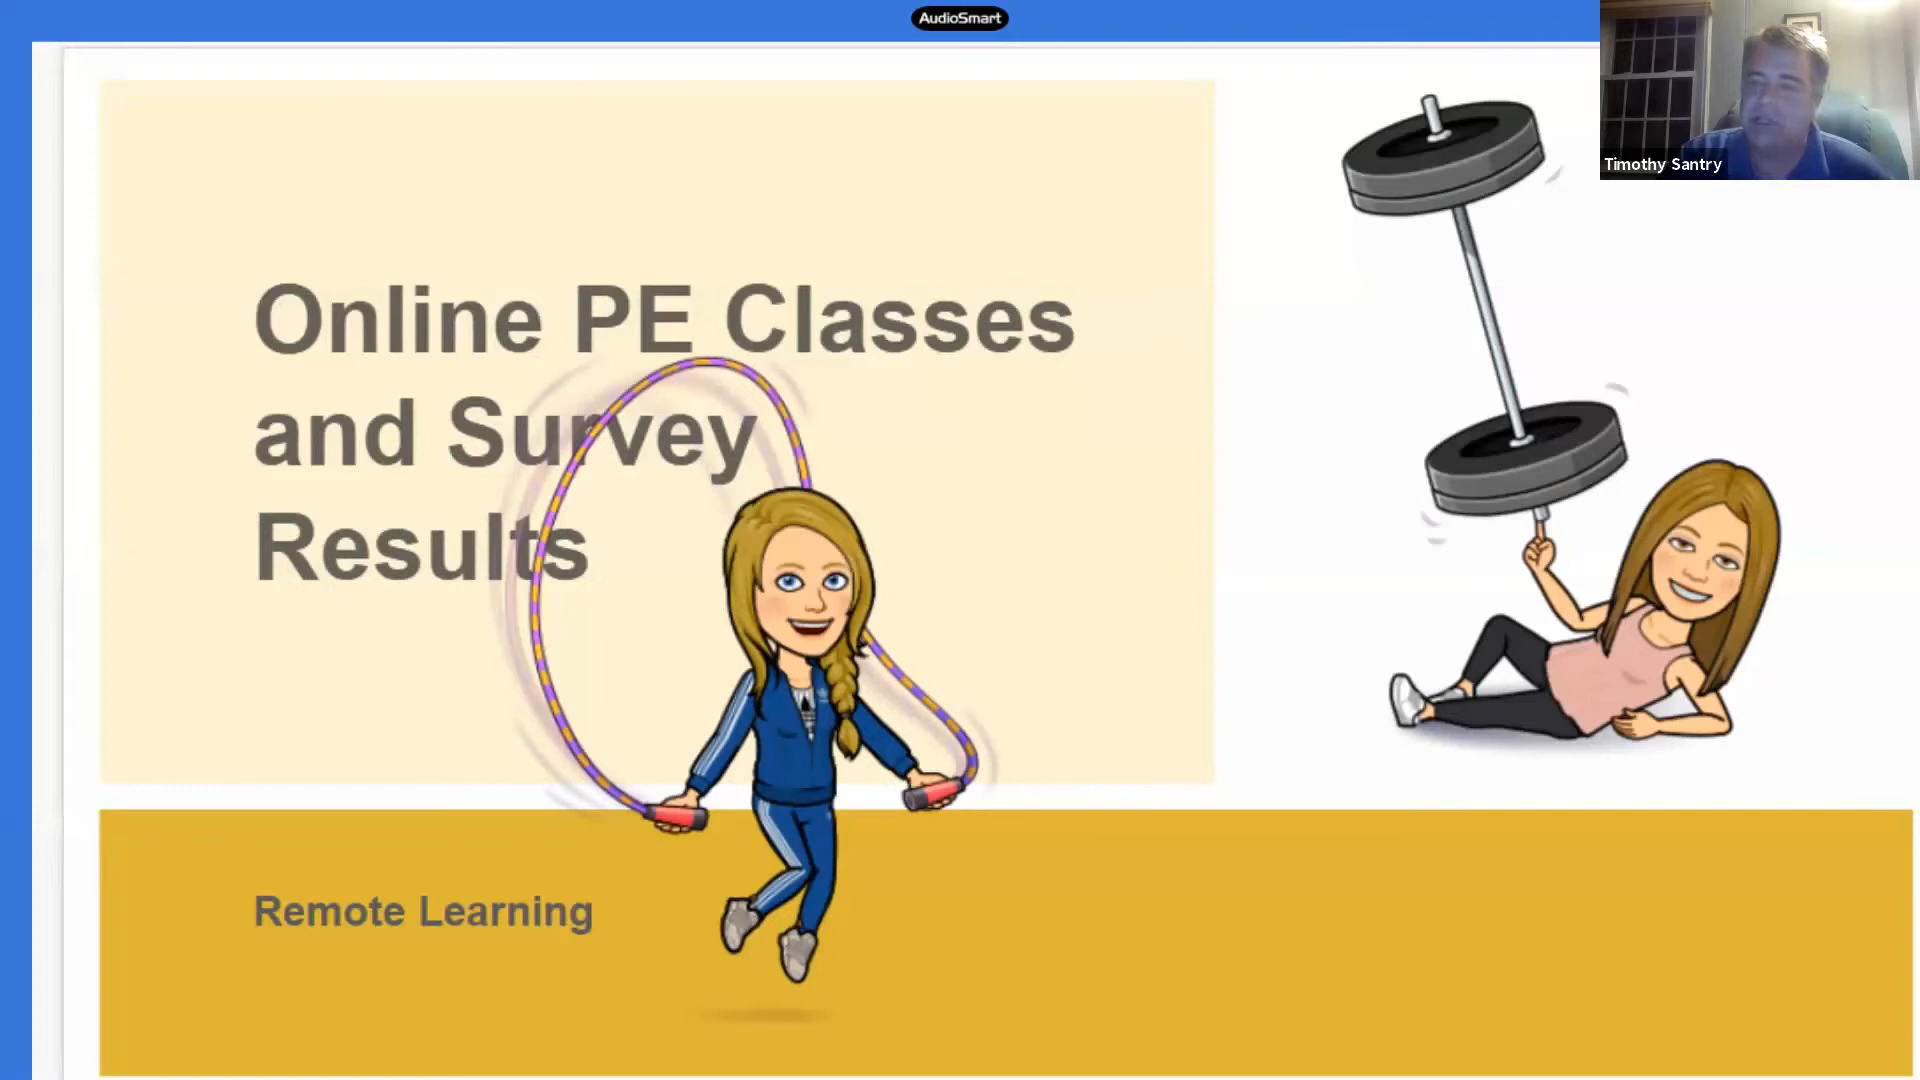 AudioSmart
Timothy Santry
Online PE Classes
and Survey
Results
Remote Learning